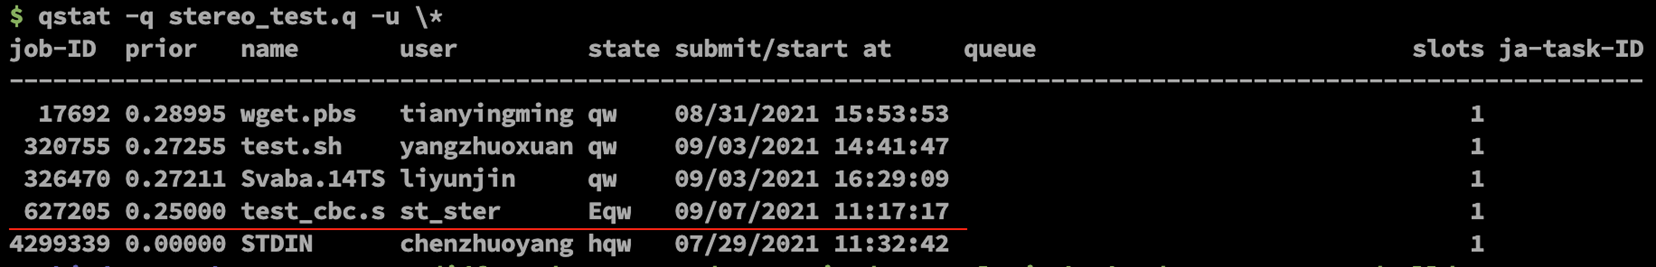 $ qstat -q stereo_test.q -u \*
job-ID prior name user state submit/start at queue slots ja-task-ID
-----------------------------------------------------------------------------------------------------------------
17692 0.28995 wget.pbs tianyingming qw 08/31/2021 15:53:53 1
320755 0.27255 test.sh yangzhuoxuan qw 09/03/2021 14:41:47 1
326470 0.27211 Svaba.14TS liyunjin qw 09/03/2021 16:29:09 1
627205 0.25000 test_cbc.s st_ster Eqw 09/07/2021 11:17:17 1
4299339 0.00000 STDIN chenzhuoyang hqw 07/29/2021 11:32:42 1